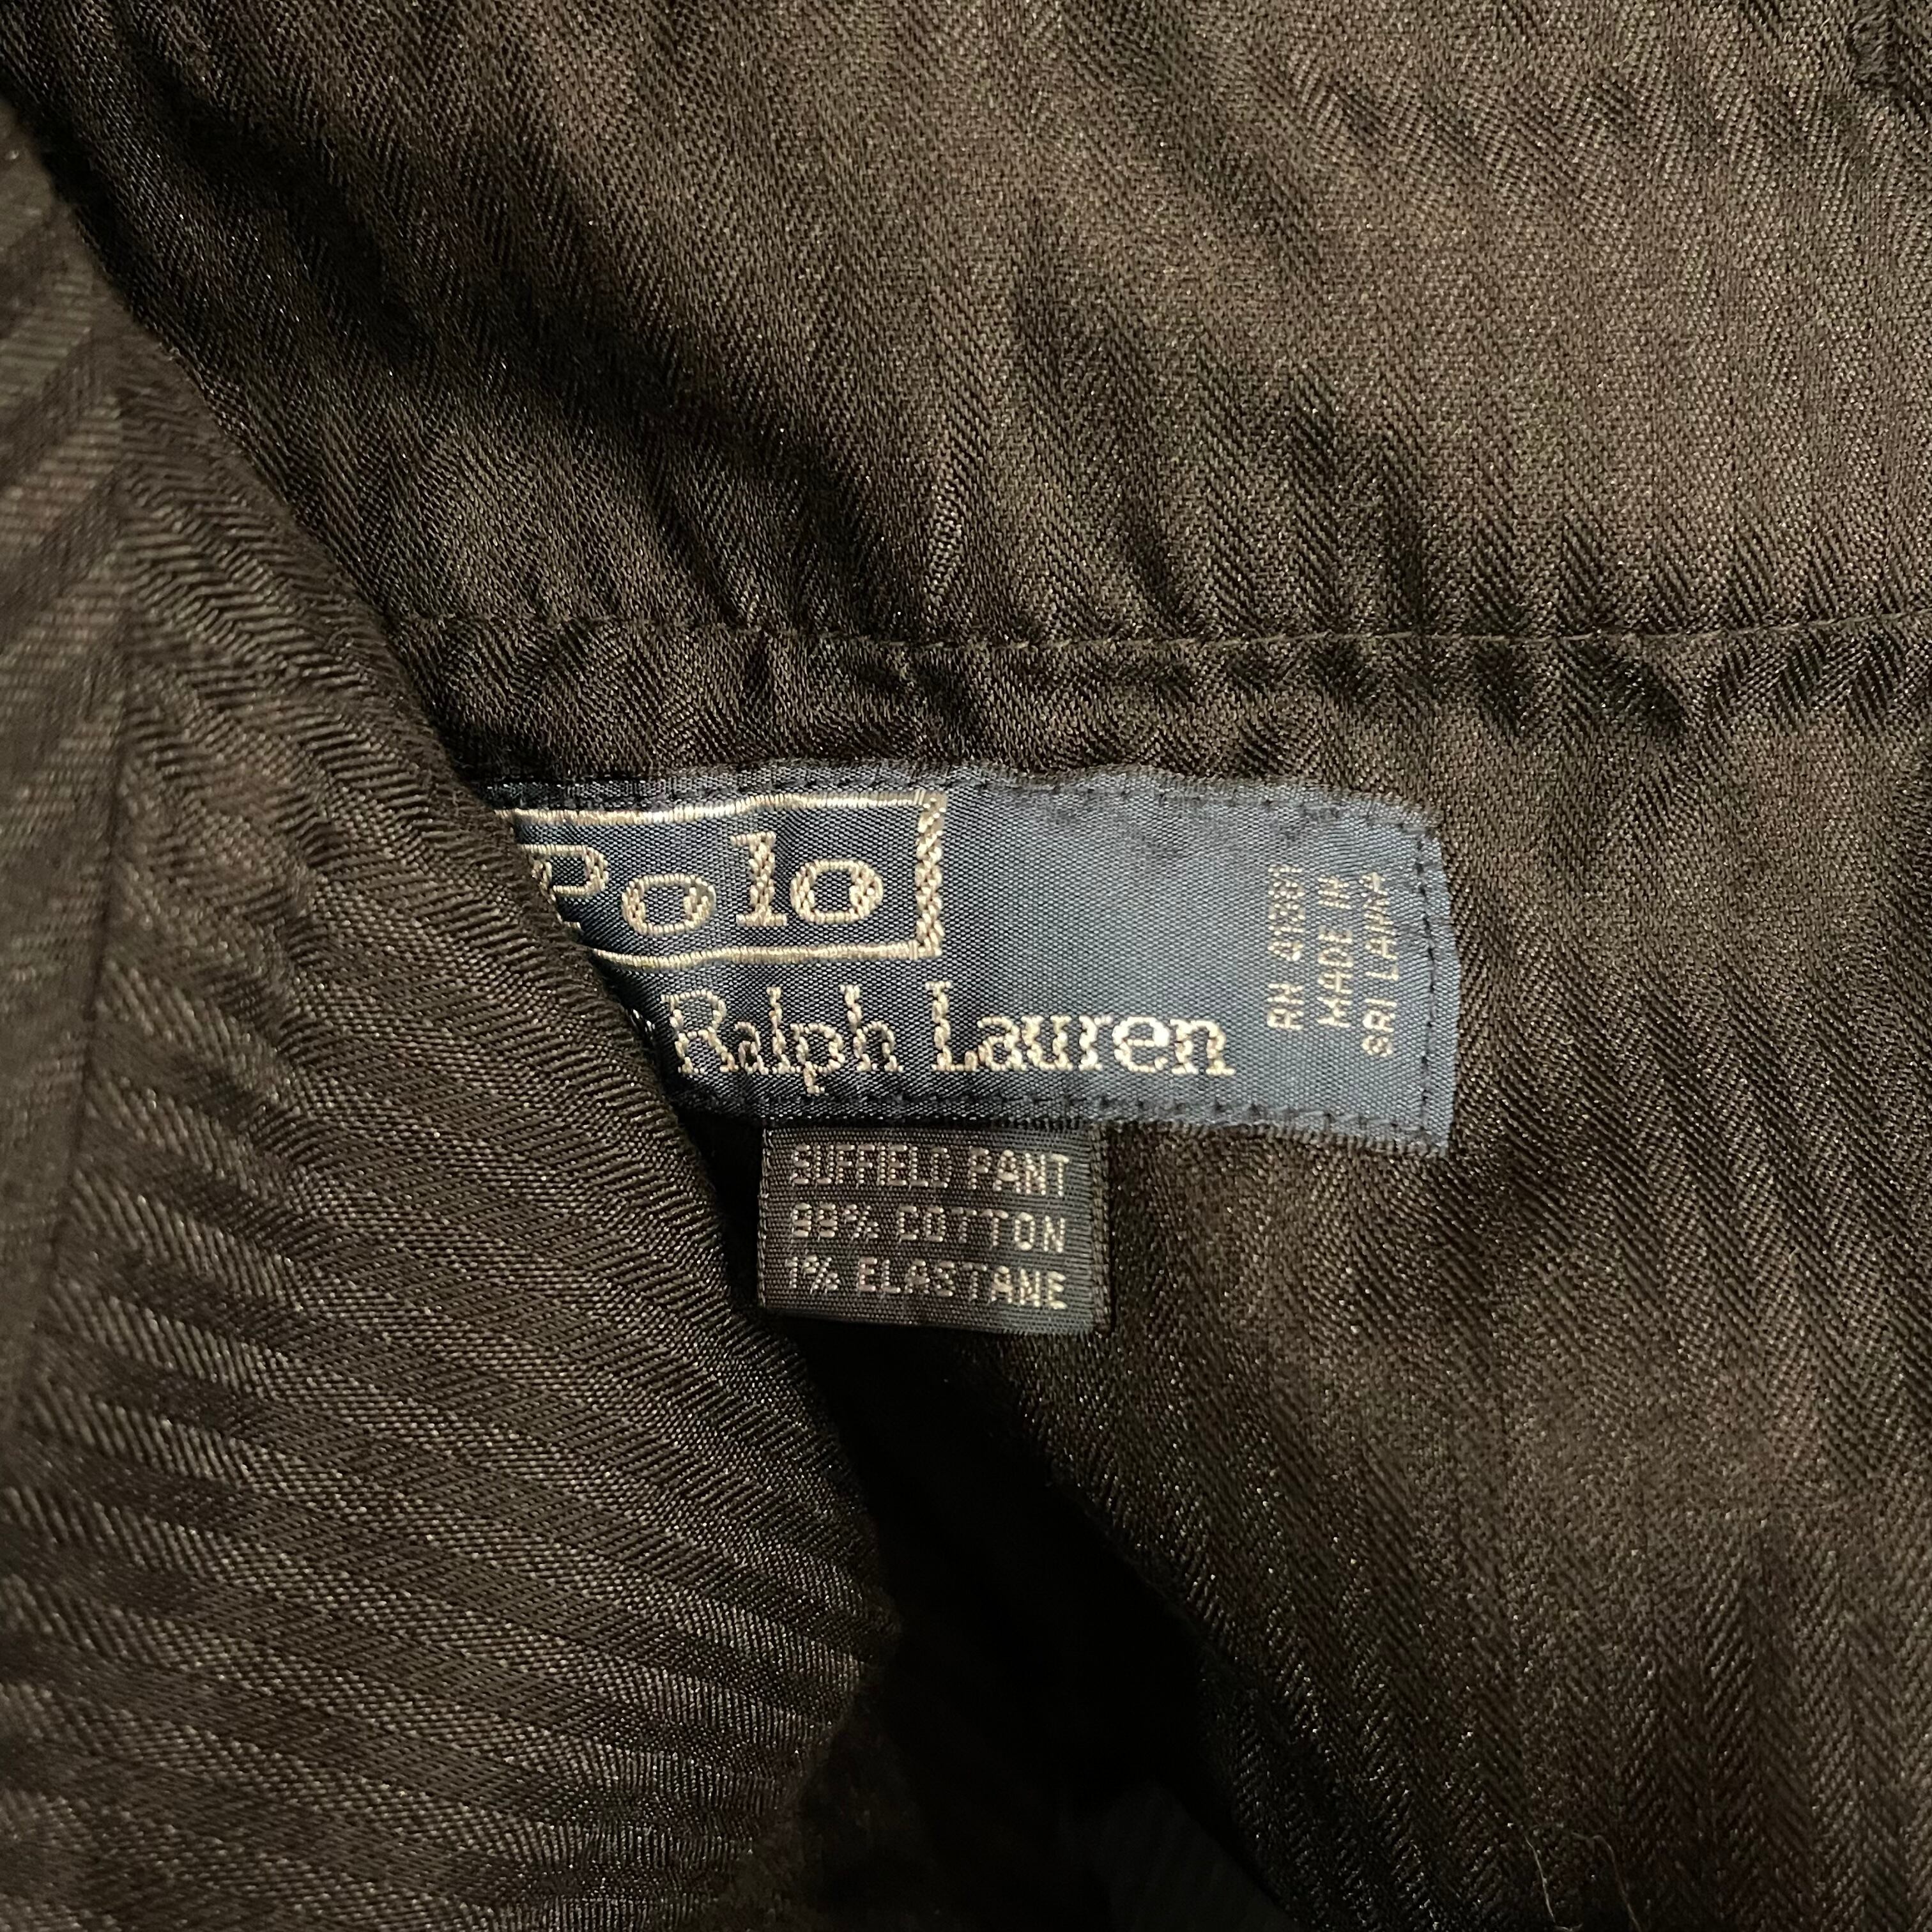 Polo
Ralph Lauren
RN 41381
MADE IN
SRI LANKA
SUFFIELD PANT
99% COTTON
1% ELASTANE